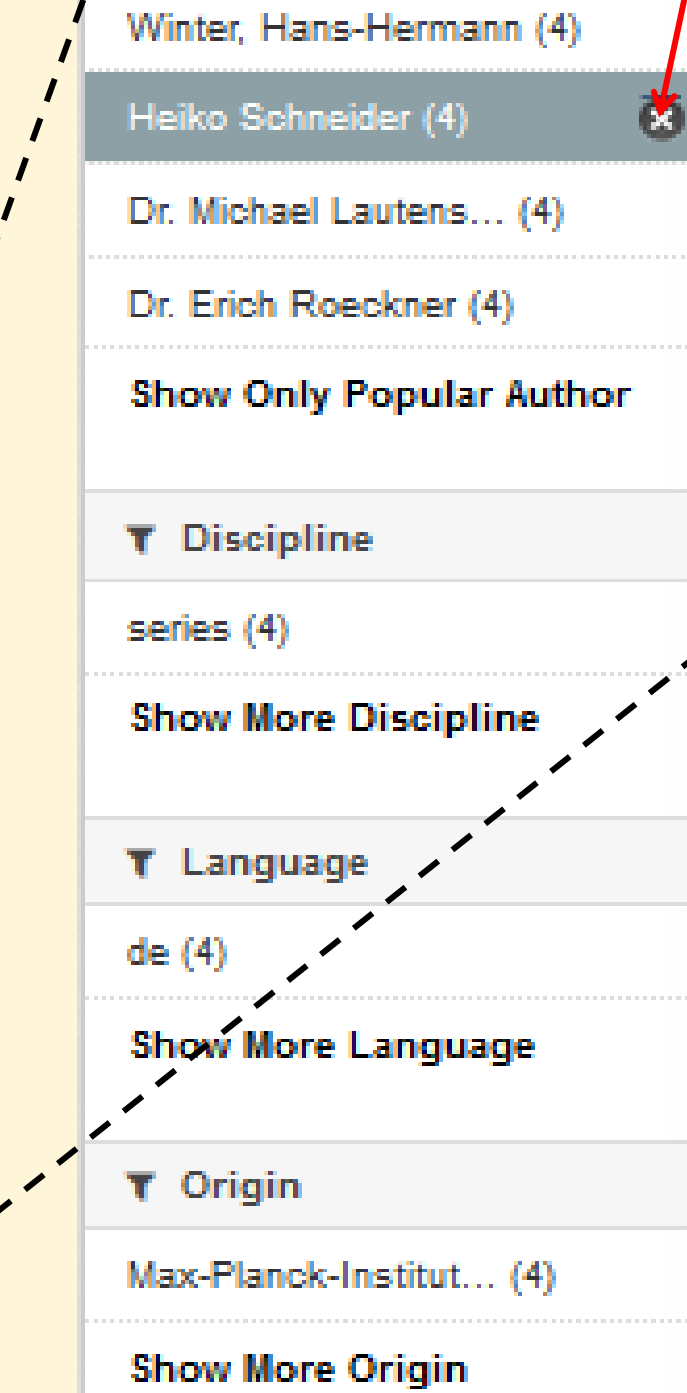 Winter, Hans-Hermann (4)
Heiko Schneider (4)
Dr. Michael Lautens... (4)
Dr. Erich Roeckner (4)
Show Only Popular Author
Discipline
series (4)
Show More Discipline
Language
de (4)
Show More Language
Origin
Max-Planck-Institut... (4)
Show More Origin